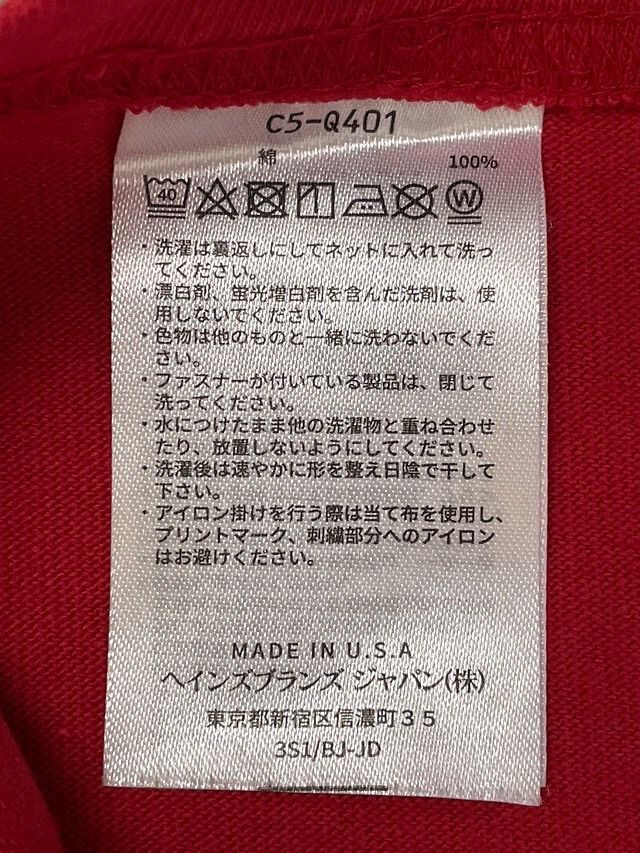 C5-Q401
綿 100%
40 W
・洗濯は裏返しにしてネットに入れて洗っ
てください。
・漂白剤、蛍光増白剤を含んだ洗剤は、使
用しないでください。
・色物は他のものと一緒に洗わないでくだ
さい。
・ファスナーが付いている製品は、閉じて
洗ってください。
・水につけたまま他の洗濯物と重ね合わせ
たり、放置しないようにしてください。
・洗濯後は速やかに形を整え日陰で干して
下さい。
・アイロン掛けを行う際は当て布を使用し、
プリントマーク、刺繍部分へのアイロン
はお避けください。
MADE IN U.S.A
ヘインズブランズ ジャパン(株)
東京都新宿区信濃町35
3S1/BJ-JD